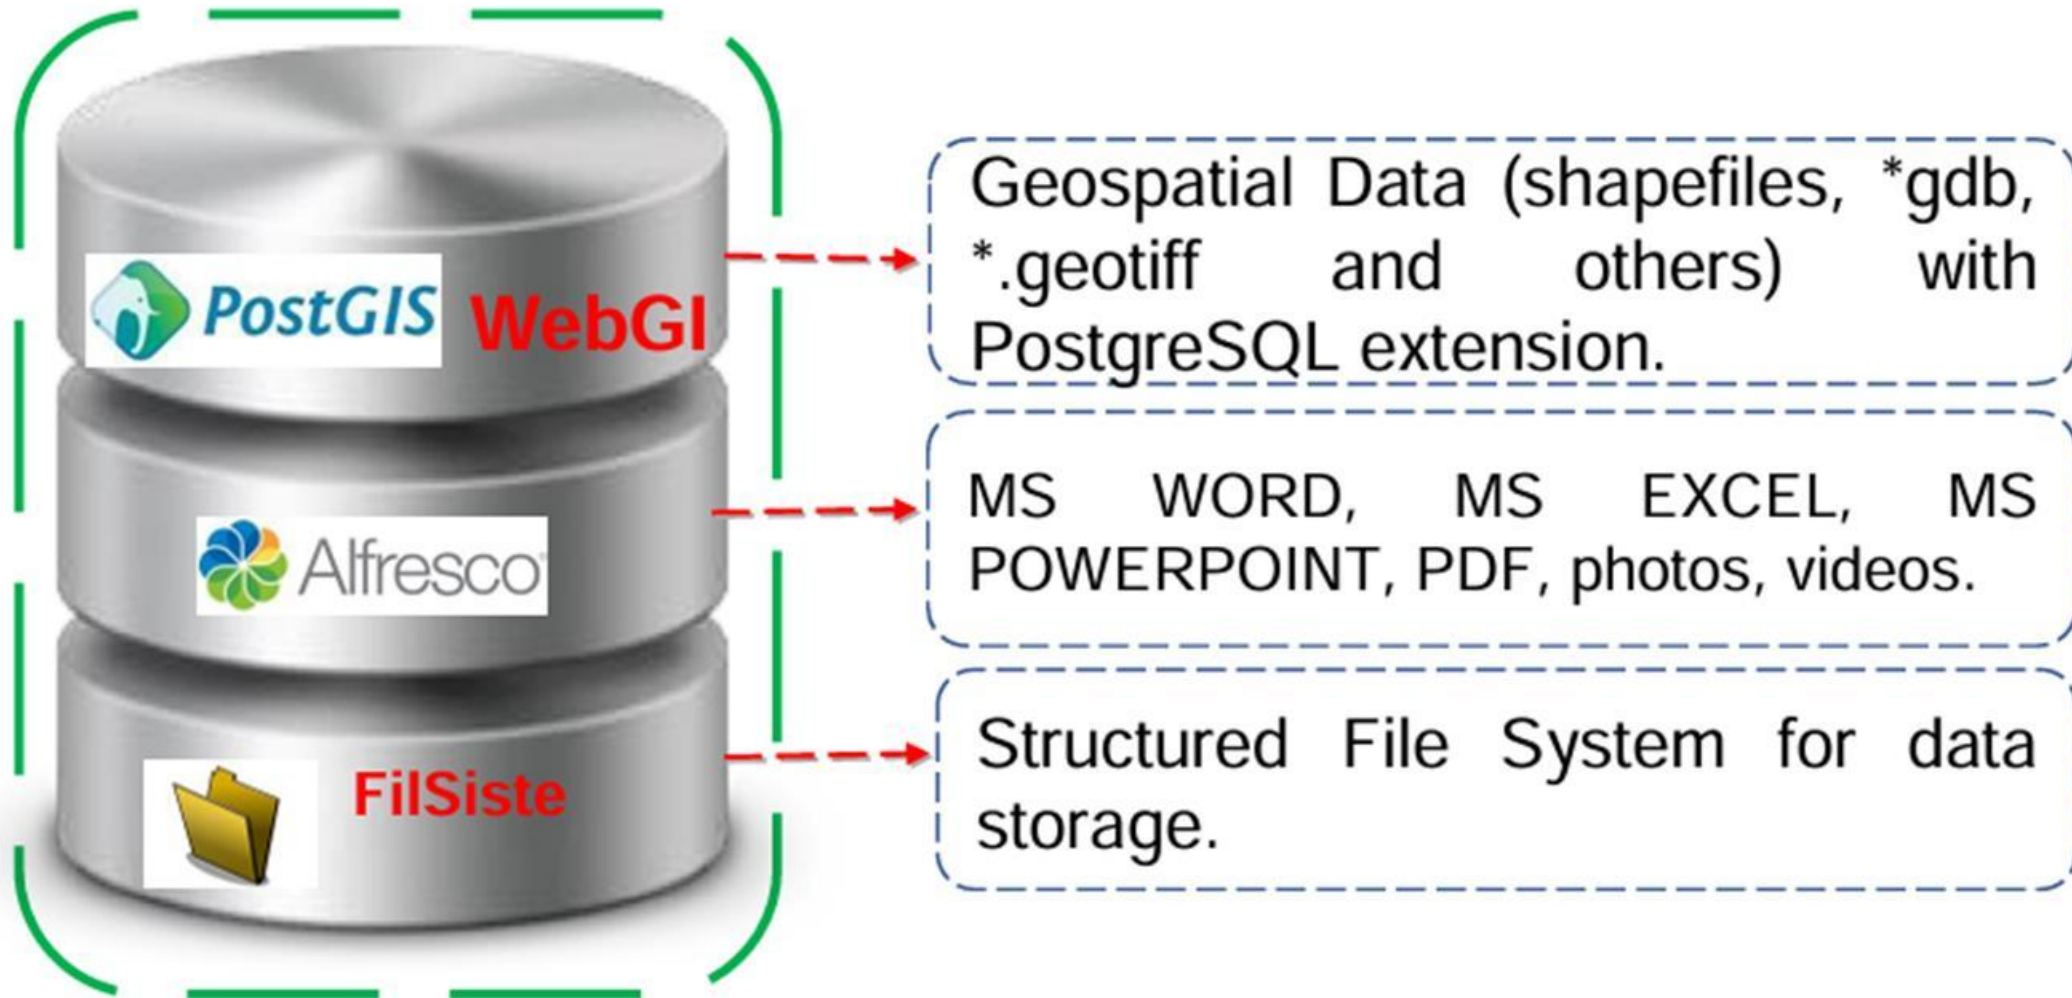 PostGIS WebGI
Alfresco
FilSiste
Geospatial Data (shapefiles, *gdb,
*.geotiff and others) with
PostgreSQL extension.
MS WORD, MS EXCEL, MS
POWERPOINT, PDF, photos, videos.
Structured File System for data
storage.